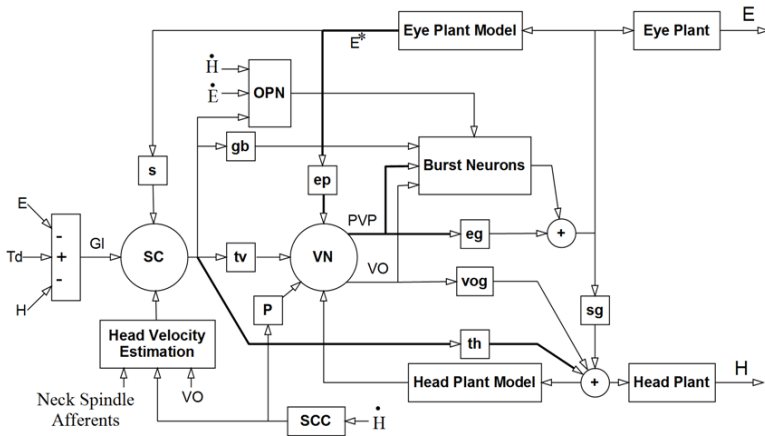 Eye Plant Model
Eye Plant
E
E*
Ḣ
Ė
OPN
gb
Burst Neurons
s
ep
PVP
eg
+
E
Td
H
-
+
-
GI
SC
tv
VN
VO
vog
sg
P
th
Head Velocity
Estimation
Head Plant Model
+
Head Plant
H
Neck Spindle
Afferents
VO
SCC
Ḣ